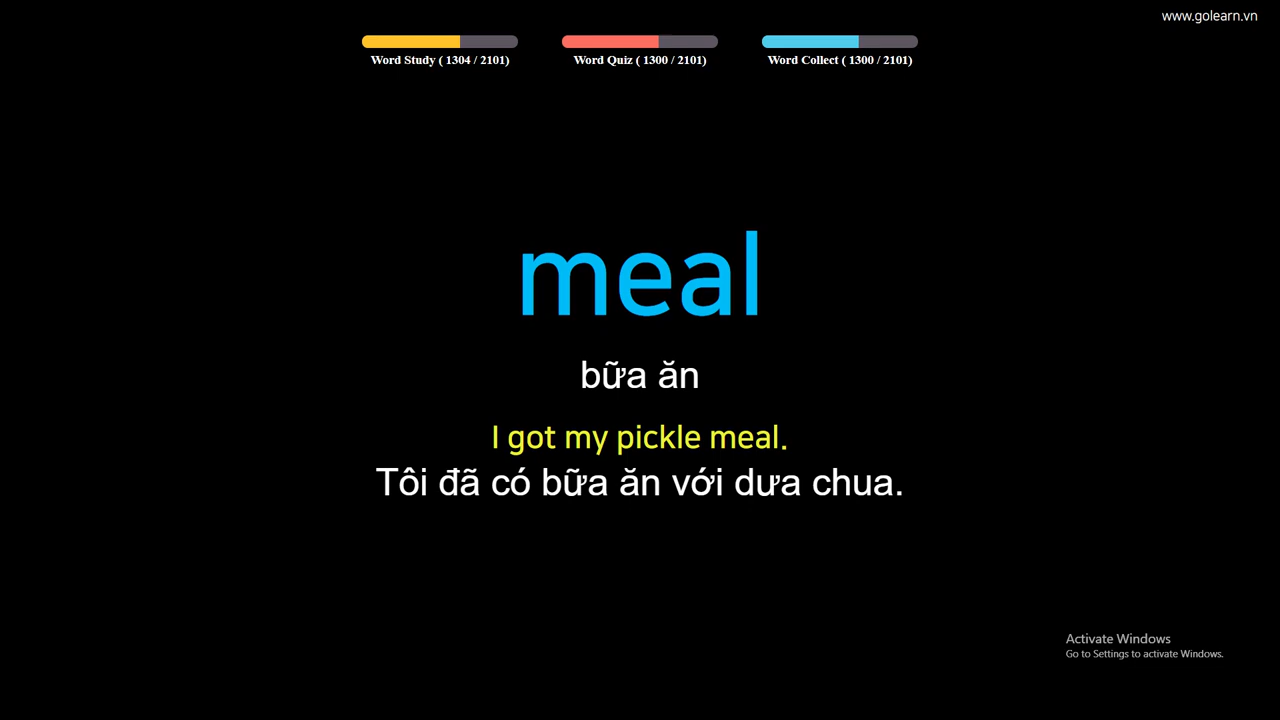 www.golearn.vn
Word Study ( 1304 / 2101)
Word Quiz ( 1300 / 2101)
Word Collect ( 1300 / 2101)
meal
bữa ăn
I got my pickle meal.
Tôi đã có bữa ăn với dưa chua.
Activate Windows
Go to Settings to activate Windows.